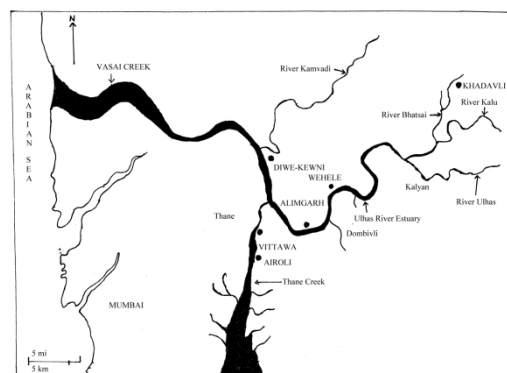 N
VASAI CREEK
ARABIAN SEA
River Kamvadi
KHADAVLI
River Kalu
River Bhatsai
DIWE-KEWNI
WEHELE
Kalyan
River Ulhas
ALIMGARH
Thane
Ulhas River Estuary
Dombivli
VITTAWA
AIROLI
Thane Creek
MUMBAI
5 mi
5 km